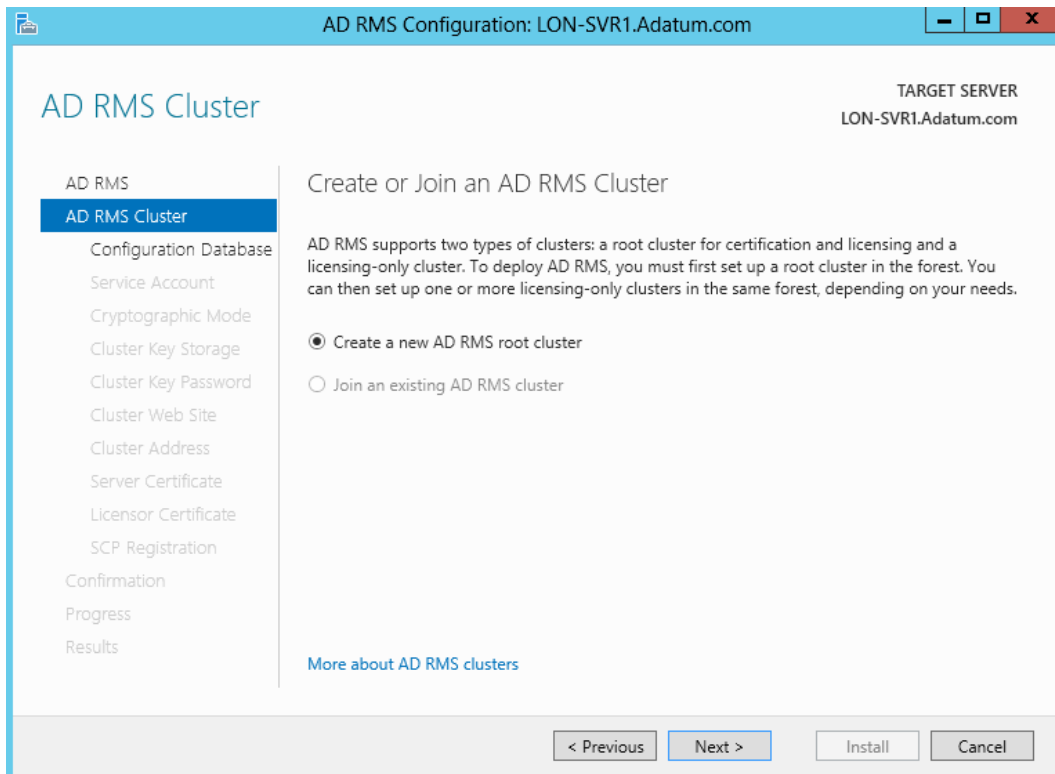 AD RMS Configuration: LON-SVR1.Adatum.com
AD RMS Cluster
TARGET SERVER
LON-SVR1.Adatum.com
AD RMS
AD RMS Cluster
Configuration Database
Service Account
Cryptographic Mode
Cluster Key Storage
Cluster Key Password
Cluster Web Site
Cluster Address
Server Certificate
Licensor Certificate
SCP Registration
Confirmation
Progress
Results
Create or Join an AD RMS Cluster
AD RMS supports two types of clusters: a root cluster for certification and licensing and a
licensing-only cluster. To deploy AD RMS, you must first set up a root cluster in the forest. You
can then set up one or more licensing-only clusters in the same forest, depending on your needs.
Create a new AD RMS root cluster
Join an existing AD RMS cluster
More about AD RMS clusters
< Previous
Next >
Install
Cancel